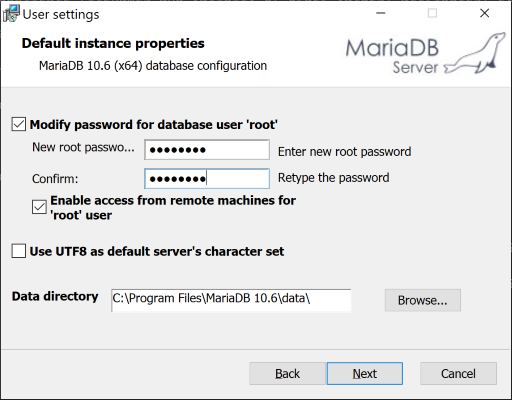 User settings
Default instance properties
MariaDB 10.6 (x64) database configuration
MariaDB
Server
Modify password for database user 'root'
New root passwo... ●●●●●●●● Enter new root password
Confirm: ●●●●●●●● Retype the password
Enable access from remote machines for
'root' user
Use UTF8 as default server's character set
Data directory C:\Program Files\MariaDB 10.6\data\ Browse...
Back Next Cancel